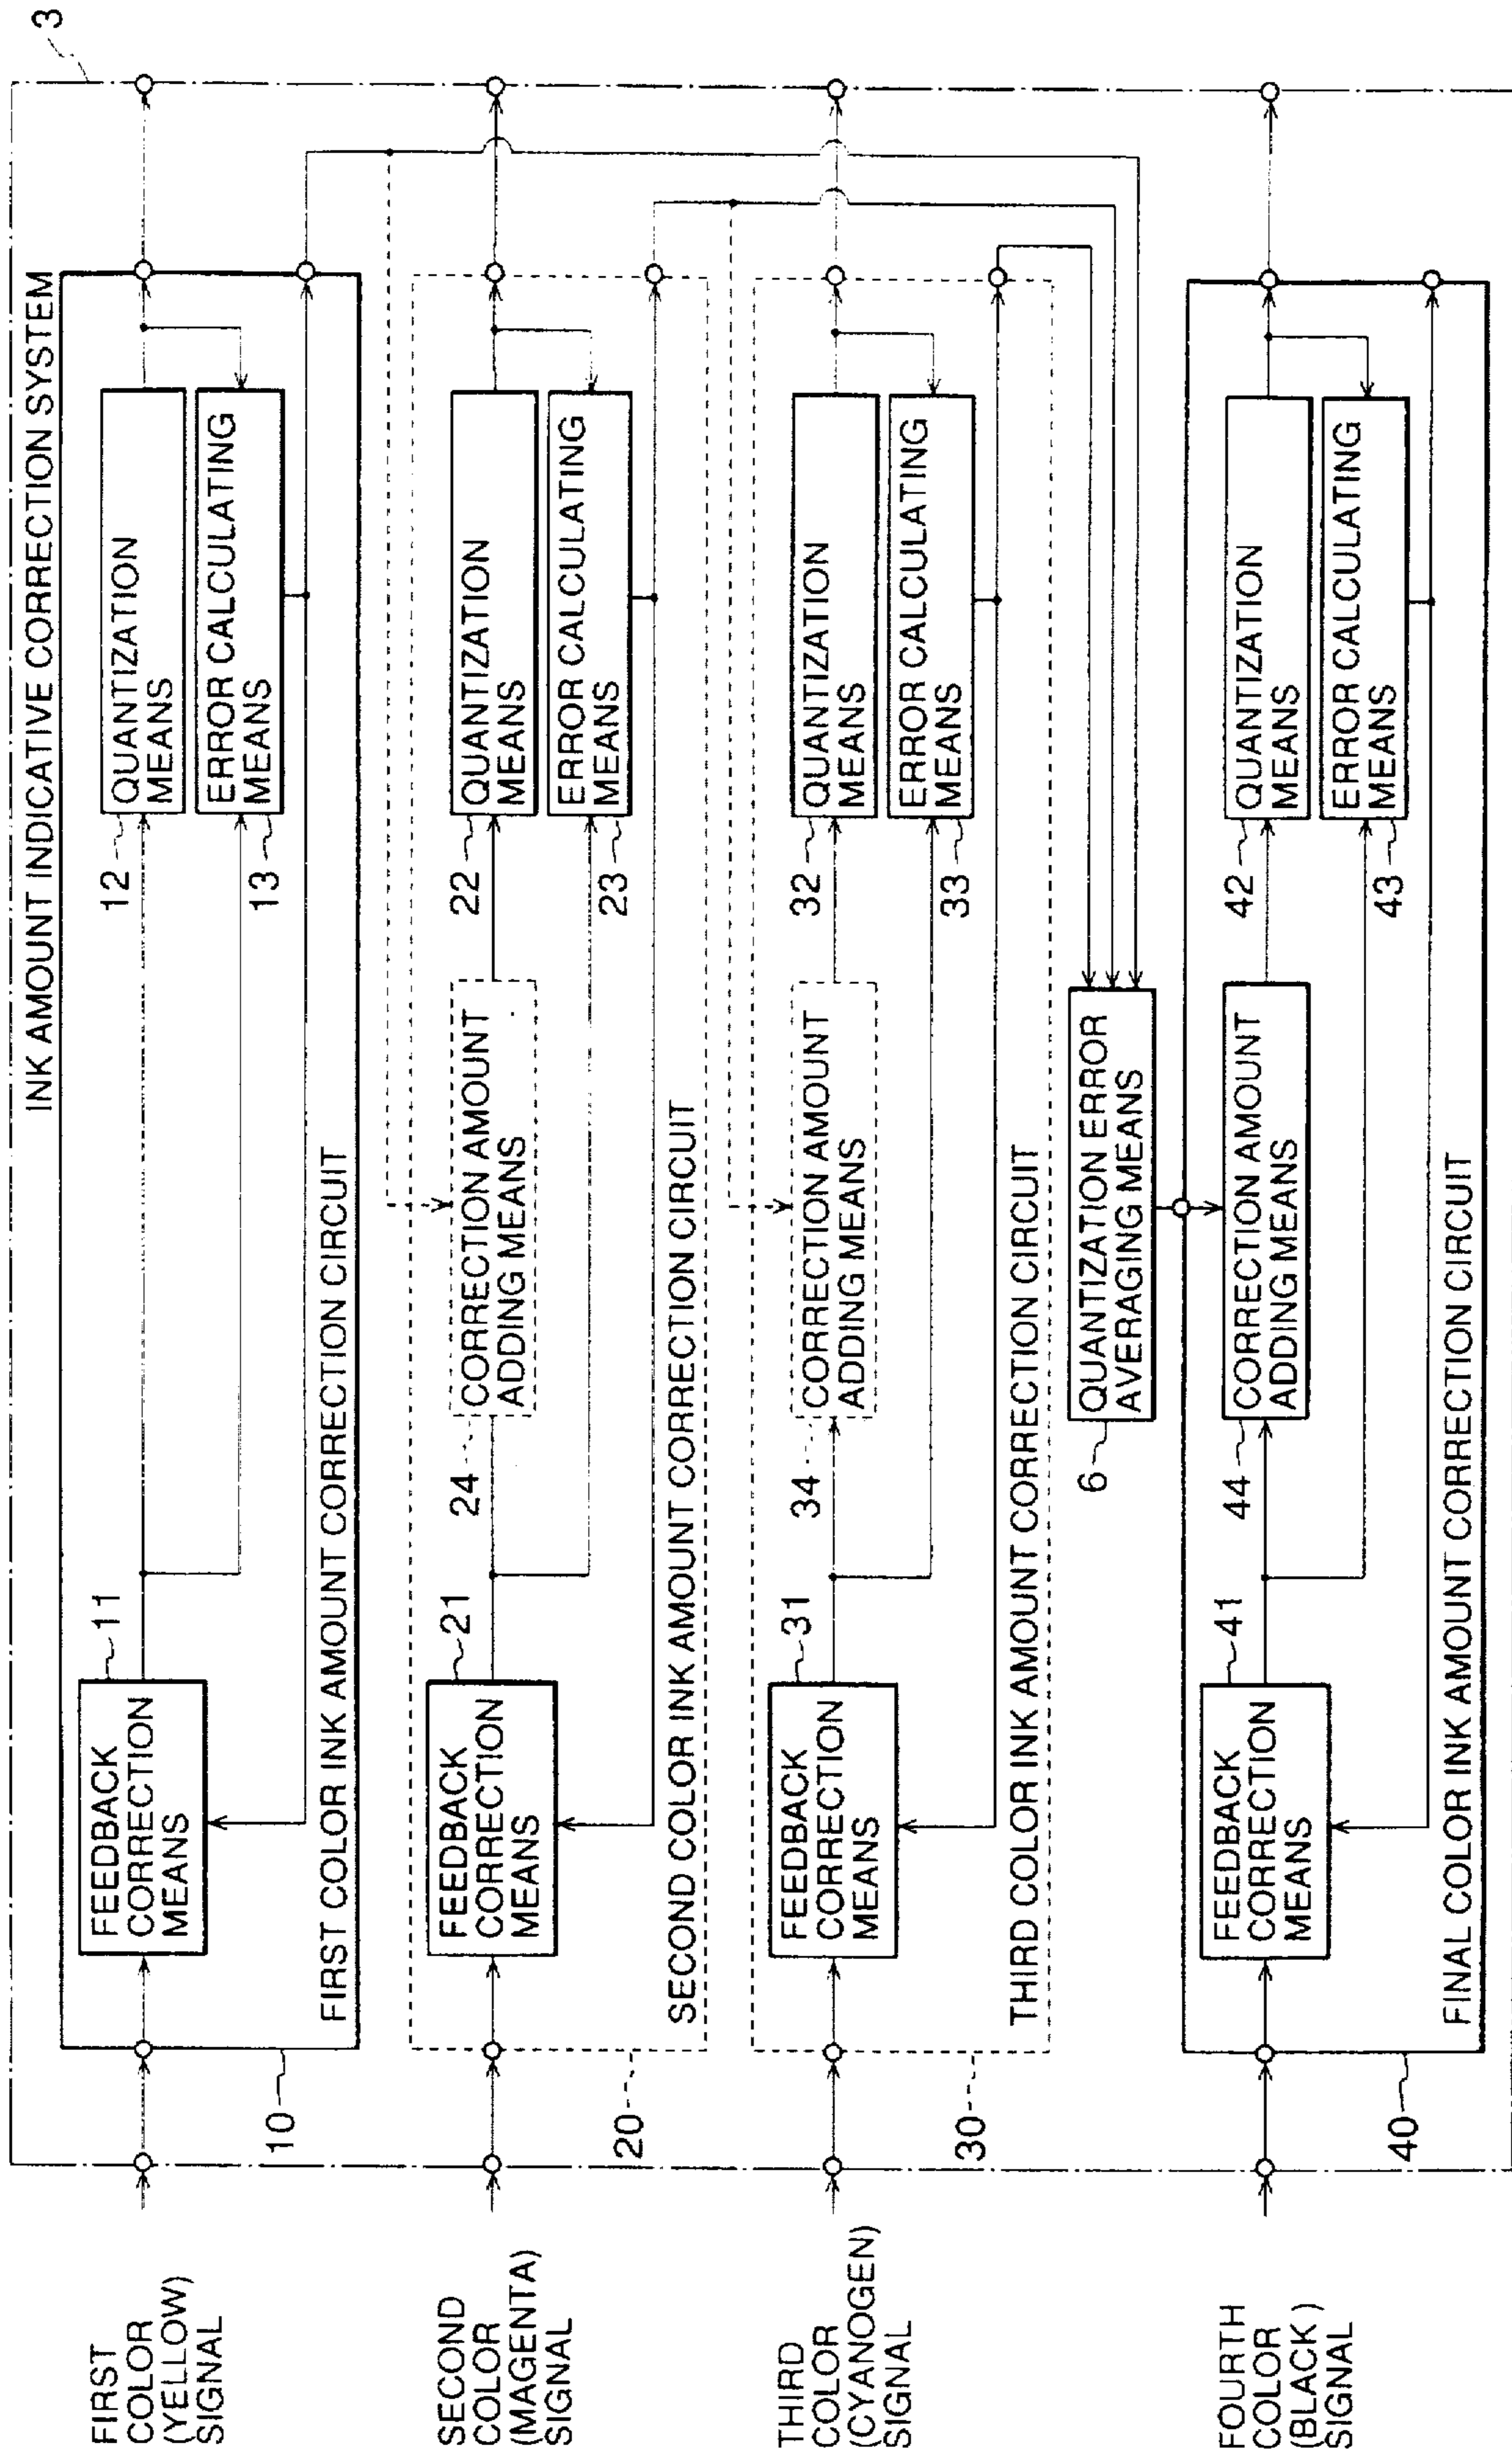 INK AMOUNT INDICATIVE CORRECTION SYSTEM
3
FIRST
COLOR
(YELLOW)
SIGNAL
10
FEEDBACK
CORRECTION
MEANS
11
12
QUANTIZATION
MEANS
13
ERROR CALCULATING
MEANS
FIRST COLOR INK AMOUNT CORRECTION CIRCUIT
SECOND
COLOR
(MAGENTA)
SIGNAL
20
FEEDBACK
CORRECTION
MEANS
21
24
CORRECTION AMOUNT
ADDING MEANS
22
QUANTIZATION
MEANS
23
ERROR CALCULATING
MEANS
SECOND COLOR INK AMOUNT CORRECTION CIRCUIT
THIRD
COLOR
(CYANOGEN)
SIGNAL
30
FEEDBACK
CORRECTION
MEANS
31
34
CORRECTION AMOUNT
ADDING MEANS
32
QUANTIZATION
MEANS
33
ERROR CALCULATING
MEANS
THIRD COLOR INK AMOUNT CORRECTION CIRCUIT
6
QUANTIZATION ERROR
AVERAGING MEANS
FOURTH
COLOR
(BLACK)
SIGNAL
40
FEEDBACK
CORRECTION
MEANS
41
44
CORRECTION AMOUNT
ADDING MEANS
42
QUANTIZATION
MEANS
43
ERROR CALCULATING
MEANS
FINAL COLOR INK AMOUNT CORRECTION CIRCUIT